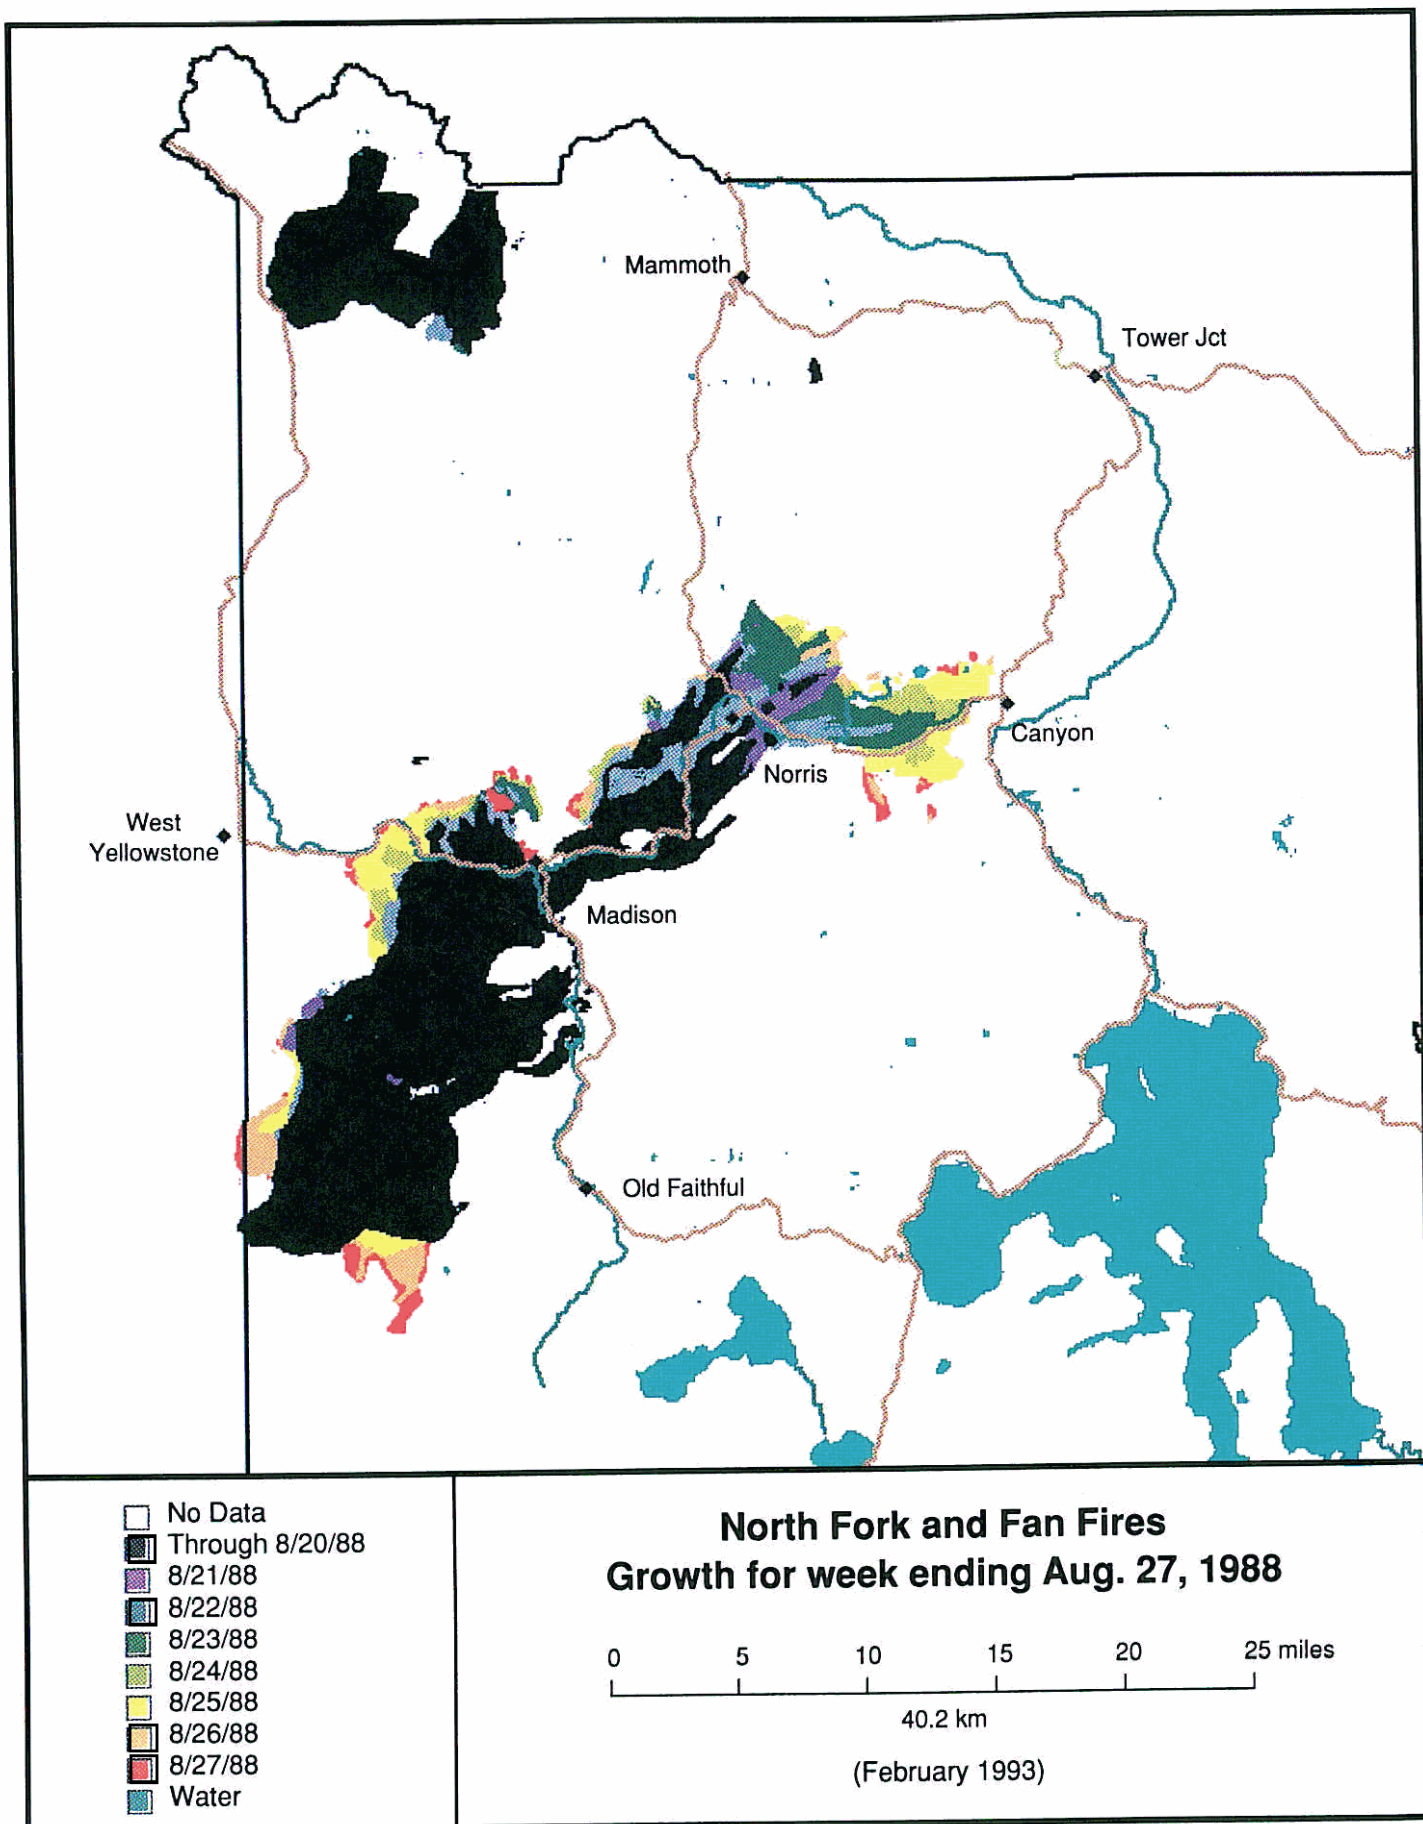 Mammoth
Tower Jct
Canyon
Norris
West
Yellowstone
Madison
Old Faithful
No Data
Through 8/20/88
8/21/88
8/22/88
8/23/88
8/24/88
8/25/88
8/26/88
8/27/88
Water
North Fork and Fan Fires
Growth for week ending Aug. 27, 1988
0 5 10 15 20 25 miles
40.2 km
(February 1993)